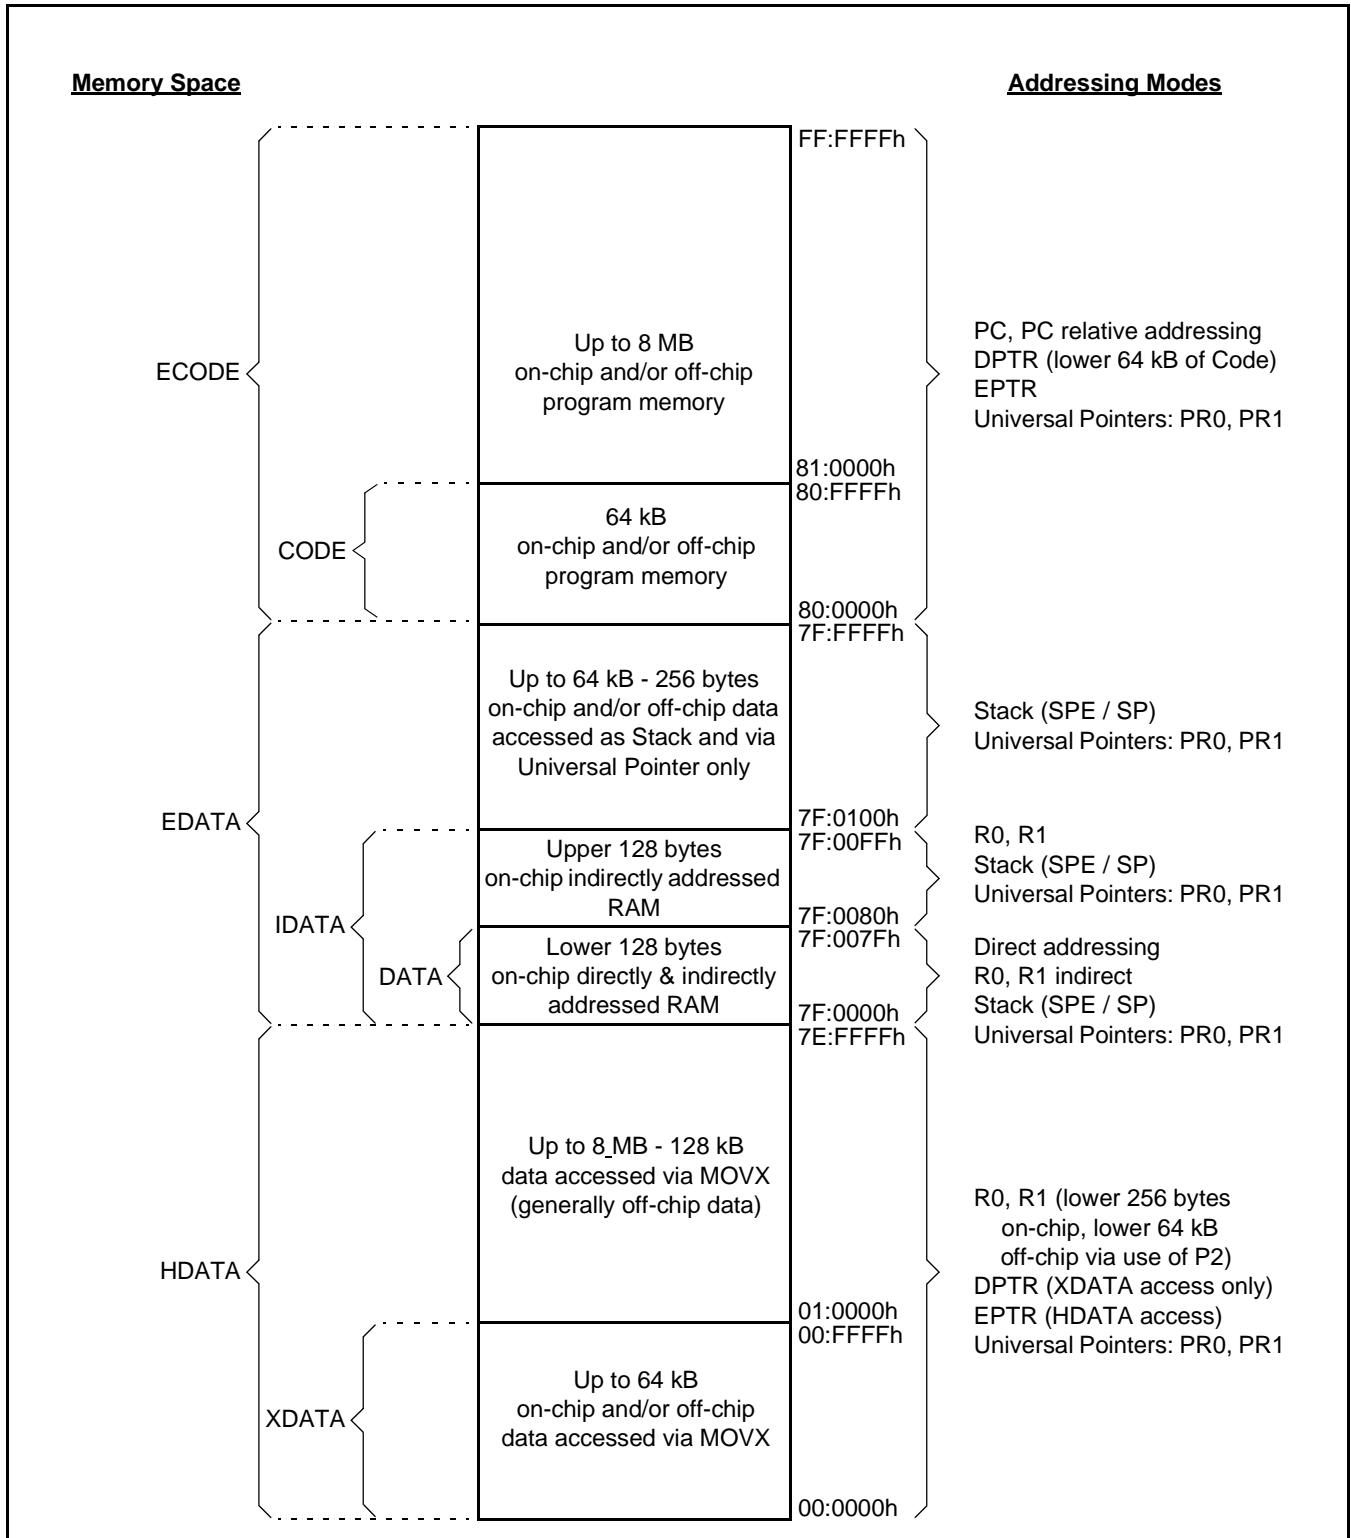 Memory Space
Addressing Modes
FF:FFFFh
Up to 8 MB
on-chip and/or off-chip
program memory
ECODE
PC, PC relative addressing
DPTR (lower 64 kB of Code)
EPTR
Universal Pointers: PR0, PR1
81:0000h
80:FFFFh
64 kB
on-chip and/or off-chip
program memory
CODE
80:0000h
7F:FFFFh
Up to 64 kB - 256 bytes
on-chip and/or off-chip data
accessed as Stack and via
Universal Pointer only
Stack (SPE / SP)
Universal Pointers: PR0, PR1
EDATA
7F:0100h
7F:00FFh
Upper 128 bytes
on-chip indirectly addressed
RAM
R0, R1
Stack (SPE / SP)
Universal Pointers: PR0, PR1
IDATA
7F:0080h
7F:007Fh
DATA
Lower 128 bytes
on-chip directly & indirectly
addressed RAM
Direct addressing
R0, R1 indirect
Stack (SPE / SP)
Universal Pointers: PR0, PR1
7F:0000h
7E:FFFFh
Up to 8 MB - 128 kB
data accessed via MOVX
(generally off-chip data)
HDATA
R0, R1 (lower 256 bytes
on-chip, lower 64 kB
off-chip via use of P2)
DPTR (XDATA access only)
EPTR (HDATA access)
Universal Pointers: PR0, PR1
01:0000h
00:FFFFh
XDATA
Up to 64 kB
on-chip and/or off-chip
data accessed via MOVX
00:0000h